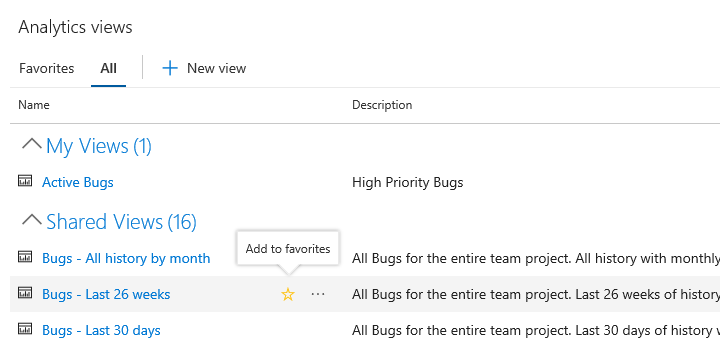 Analytics views
Favorites All + New view
Name Description
My Views (1)
Active Bugs High Priority Bugs
Shared Views (16)
Add to favorites
Bugs - All history by month All Bugs for the entire team project. All history with monthly
Bugs - Last 26 weeks ... All Bugs for the entire team project. Last 26 weeks of history
Bugs - Last 30 days All Bugs for the entire team project. Last 30 days of history w